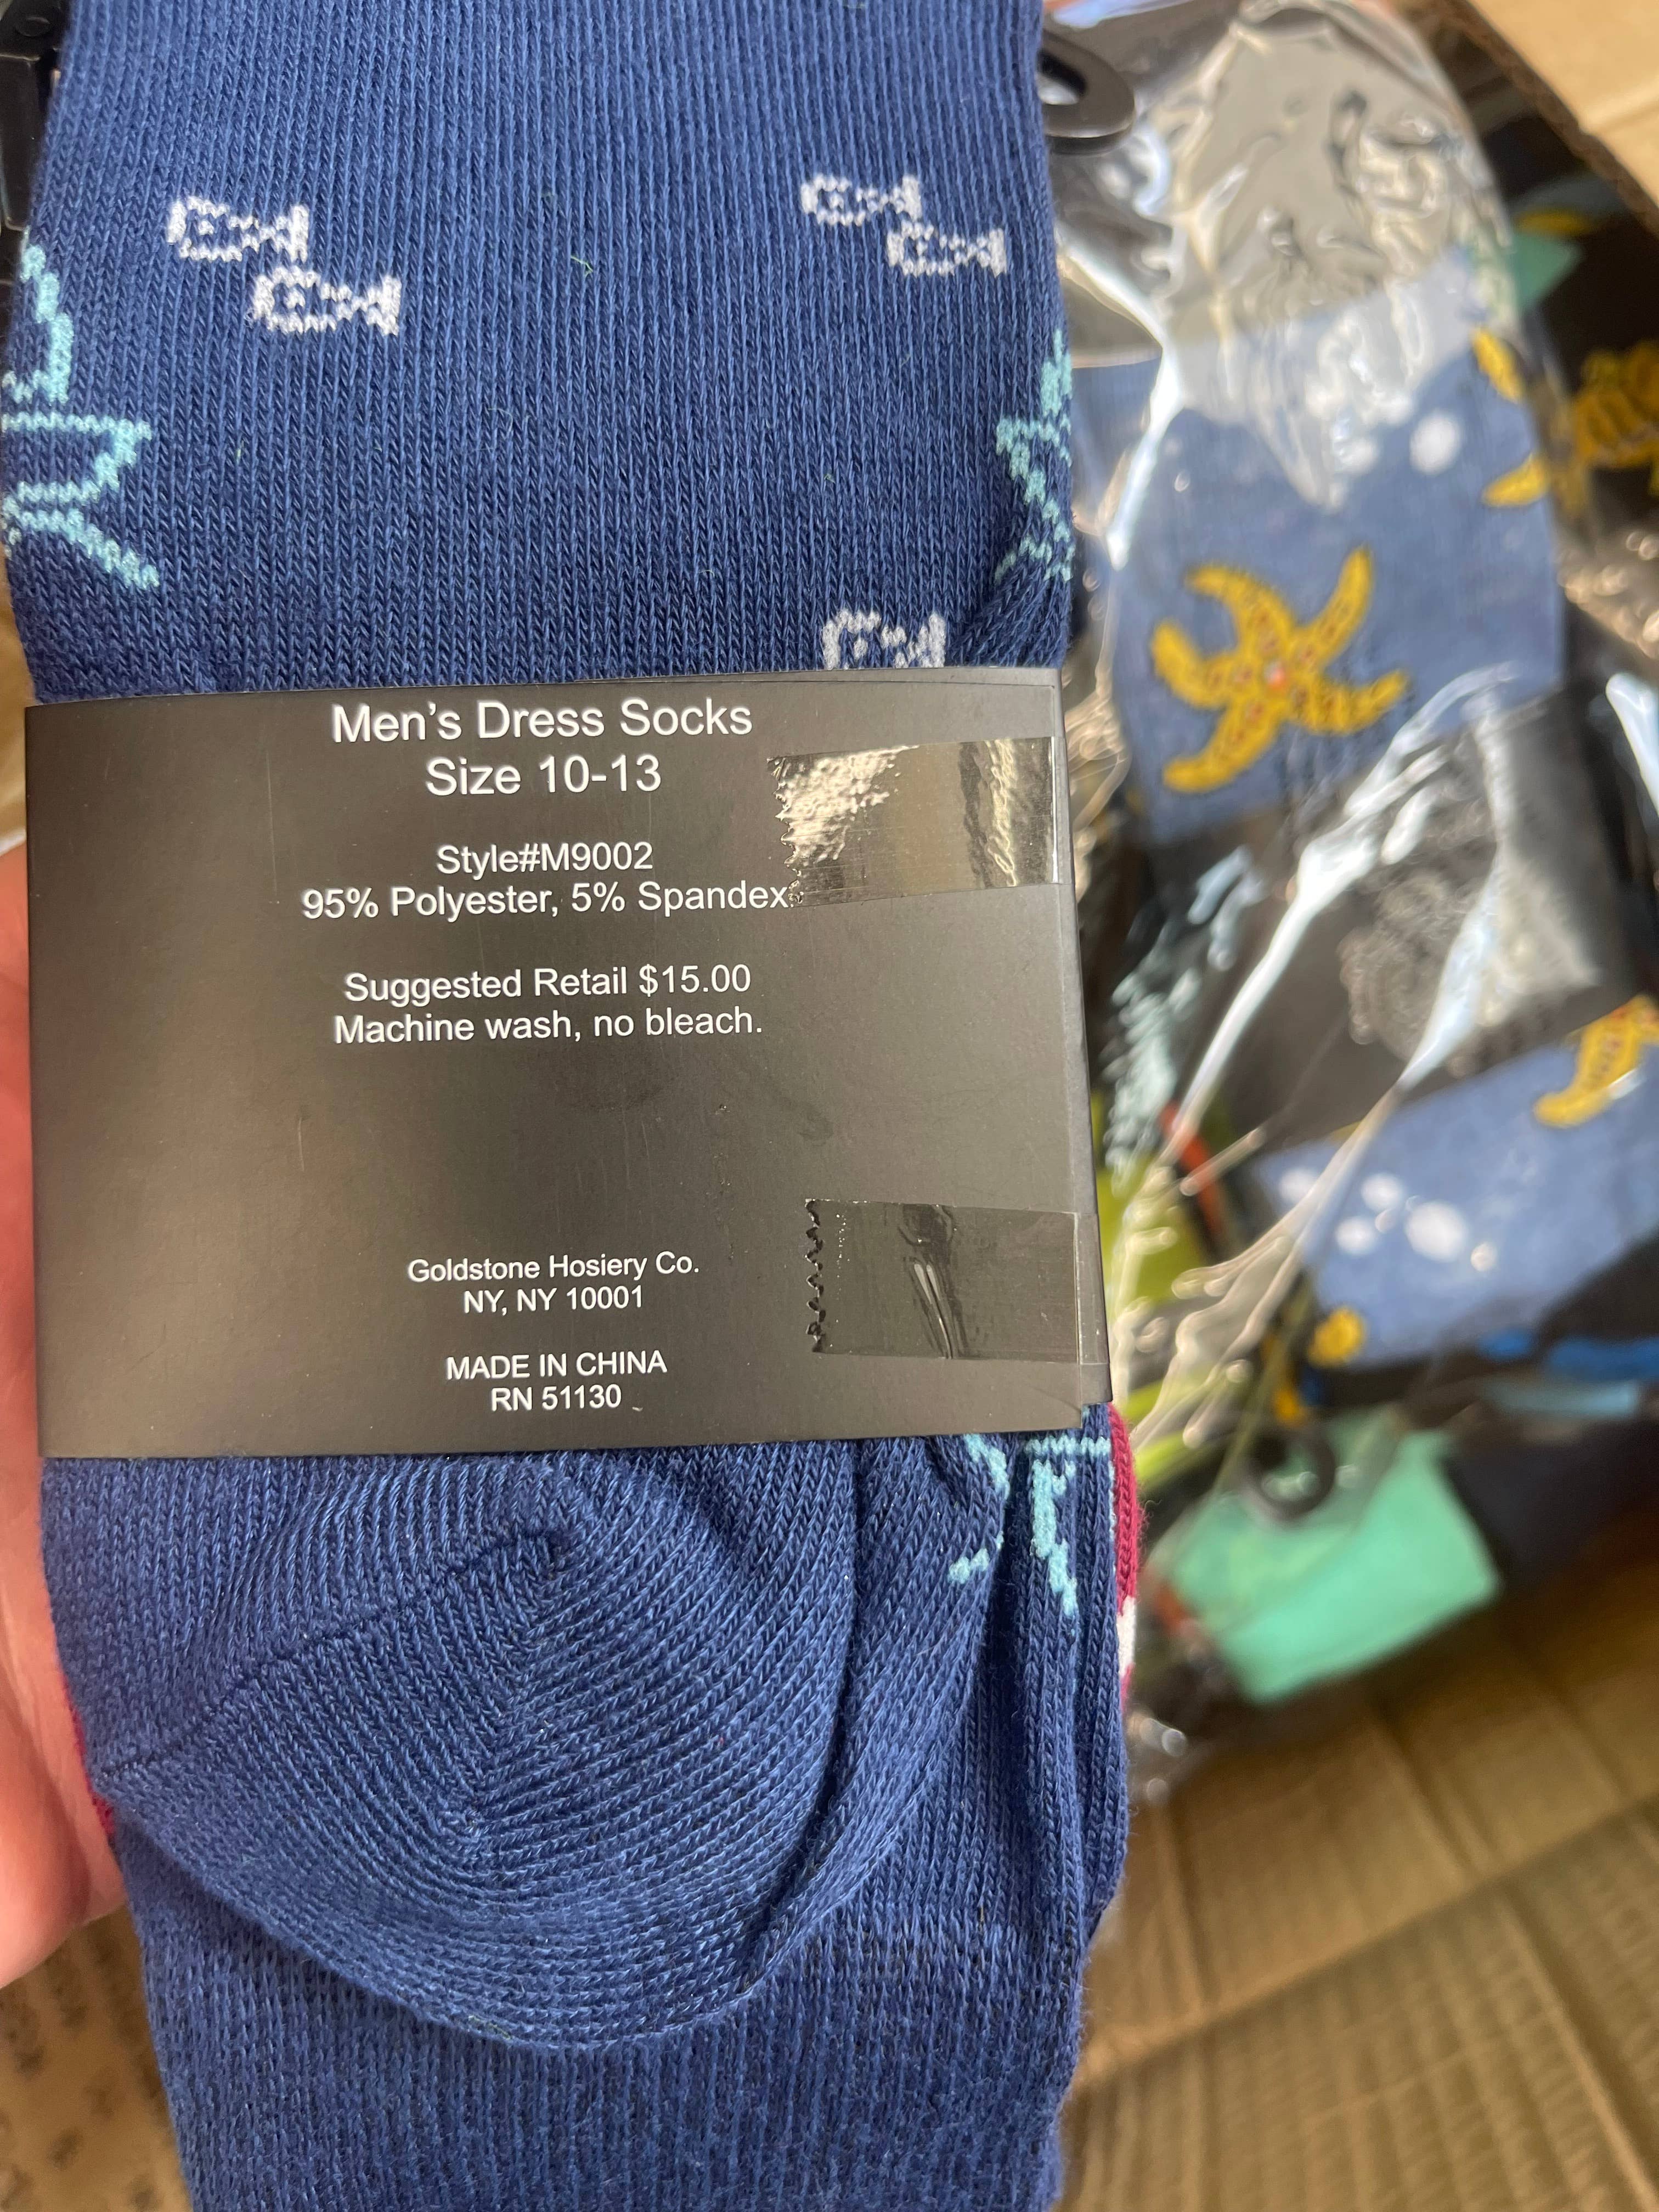 Men’s Dress Socks
Size 10-13
Style#M9002
95% Polyester, 5% Spandex.
Suggested Retail $15.00
Machine wash, no bleach.
Goldstone Hosiery Co.
NY, NY 10001
MADE IN CHINA
RN 51130